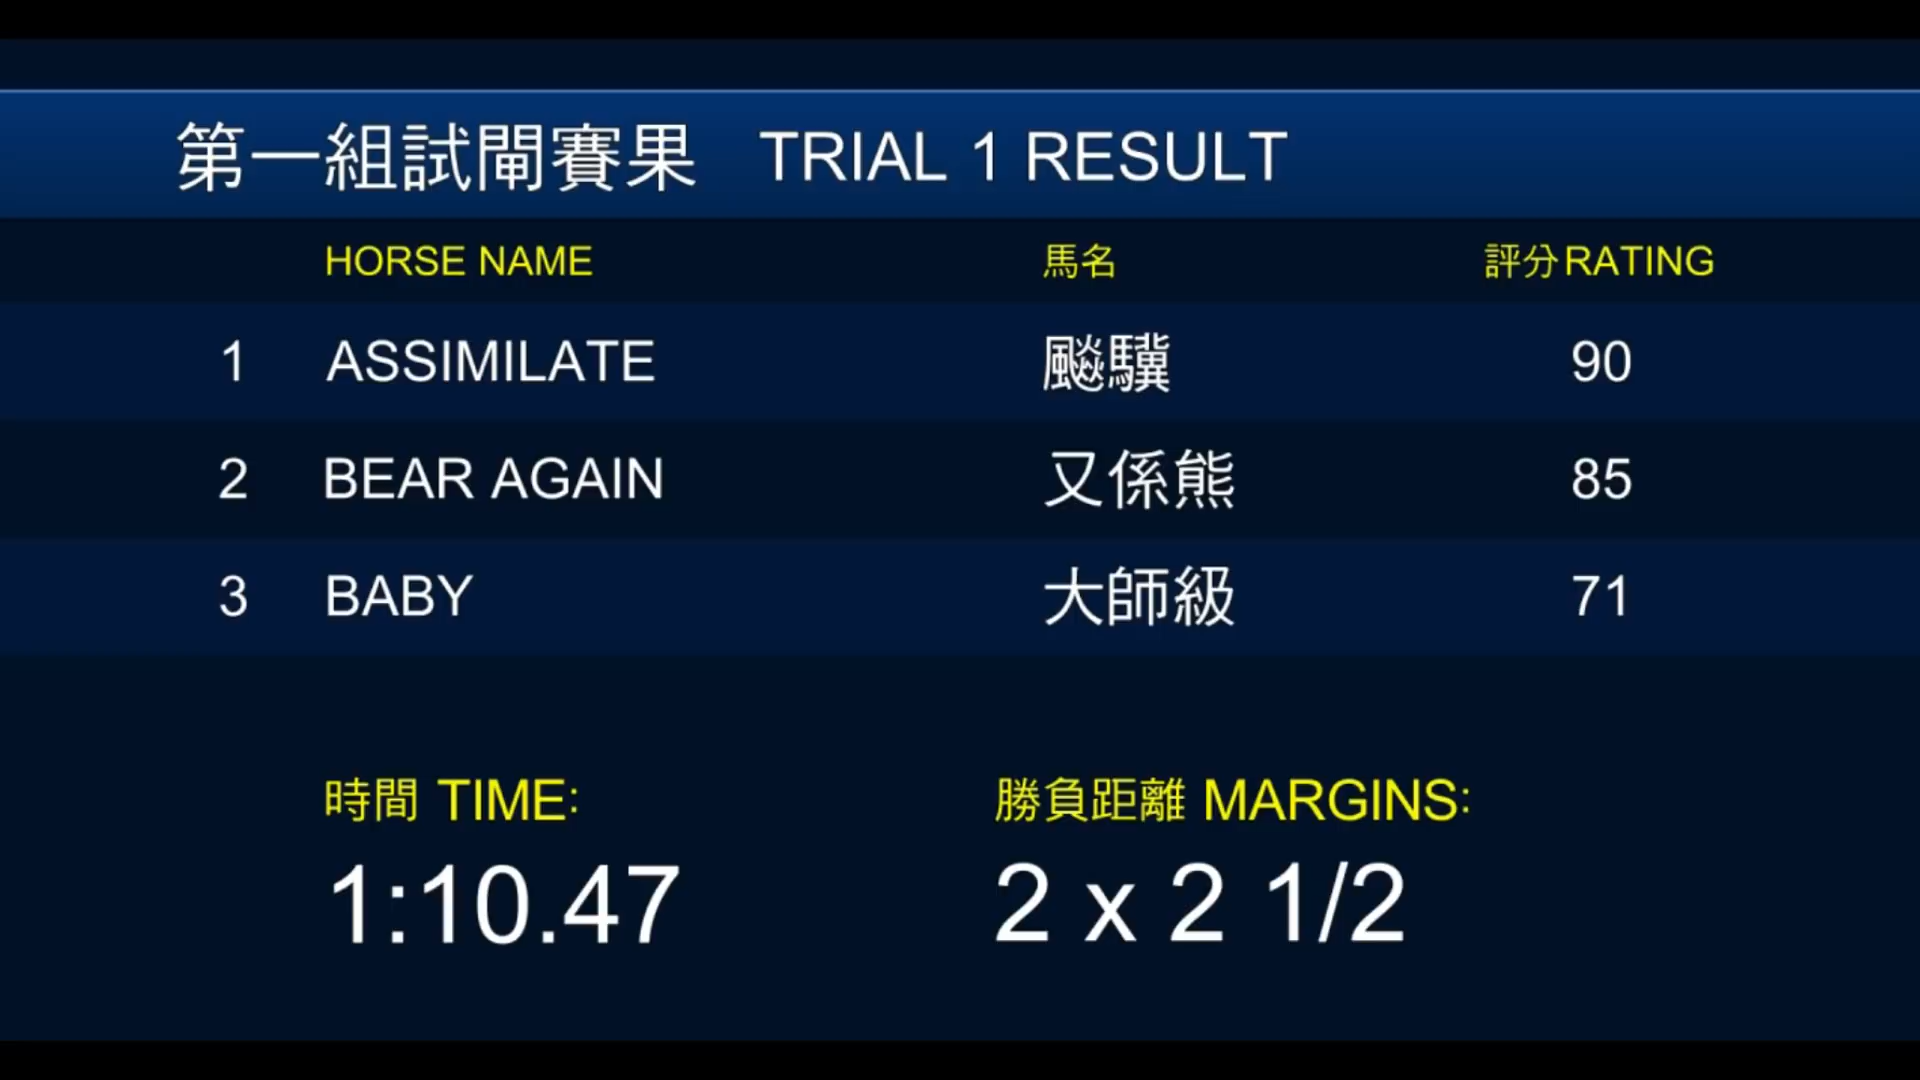 第一組試閘賽果 TRIAL 1 RESULT
HORSE NAME 馬名 評分RATING
1 ASSIMILATE 飈驥 90
2 BEAR AGAIN 又係熊 85
3 BABY 大師級 71
時間 TIME: 勝負距離 MARGINS:
1:10.47 2 x 2 1/2